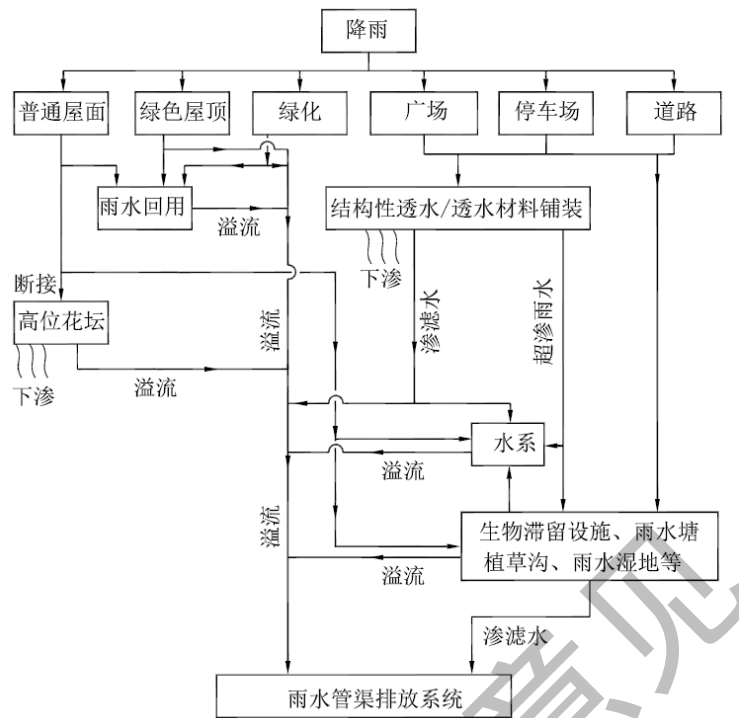 降雨
普通屋面
绿色屋顶
绿化
广场
停车场
道路
雨水回用
溢流
结构性透水/透水材料铺装
下渗
断接
高位花坛
下渗
溢流
溢流
渗滤水
超渗雨水
水系
溢流
溢流
生物滞留设施、雨水塘
植草沟、雨水湿地等
溢流
渗滤水
雨水管渠排放系统
意见